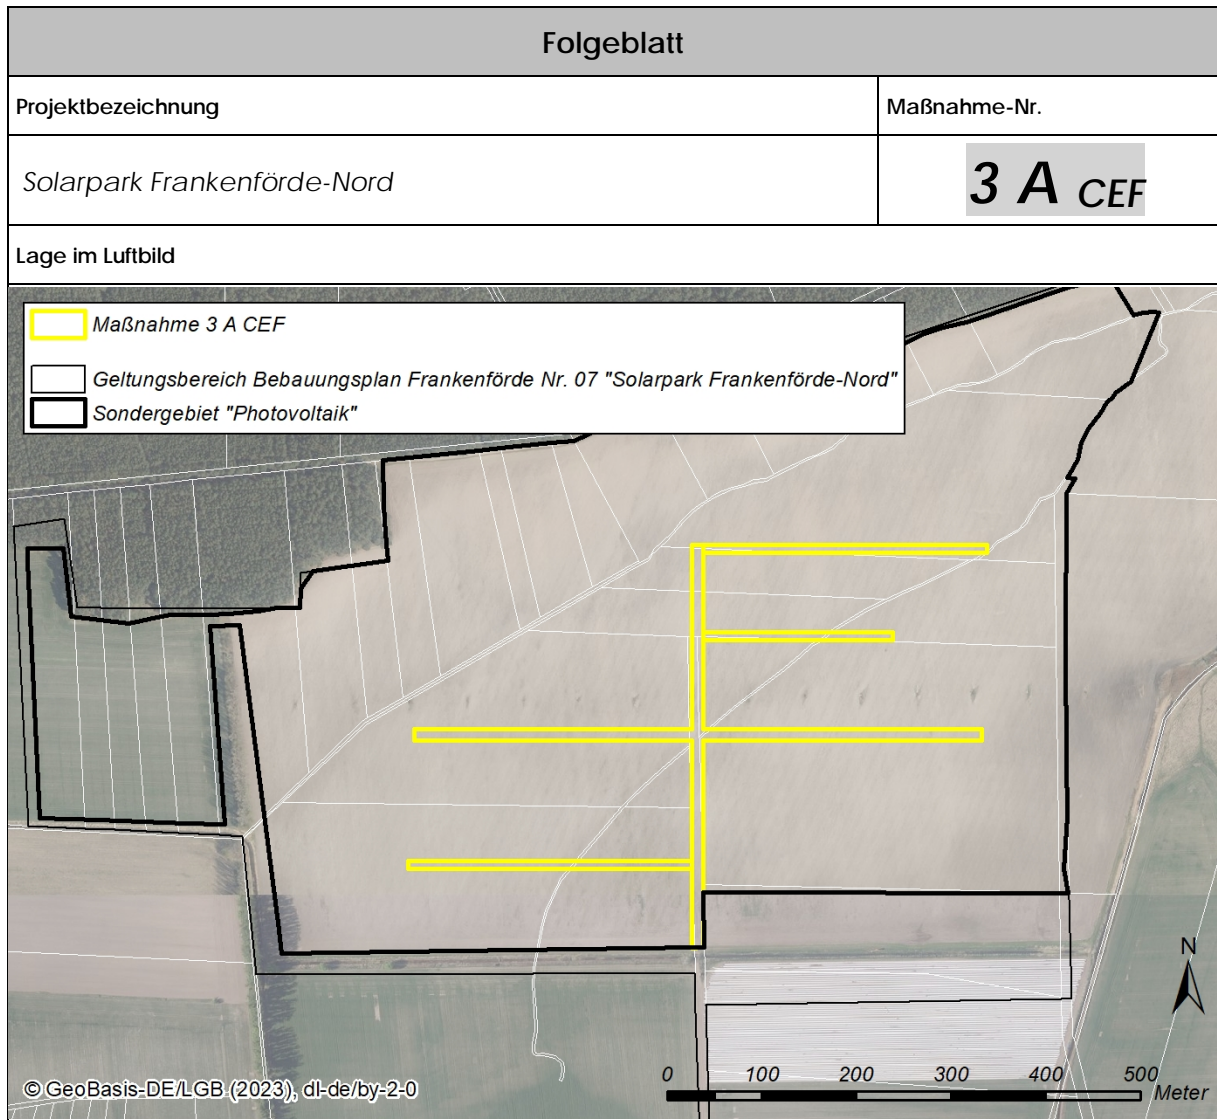 Folgeblatt
Projektbezeichnung
Maßnahme-Nr.
Solarpark Frankenförde-Nord
3 A CEF
Lage im Luftbild
Maßnahme 3 A CEF
Geltungsbereich Bebauungsplan Frankenförde Nr. 07 "Solarpark Frankenförde-Nord"
Sondergebiet "Photovoltaik"
N
0 100 200 300 400 500
Meter
© GeoBasis-DE/LGB (2023), dl-de/by-2-0